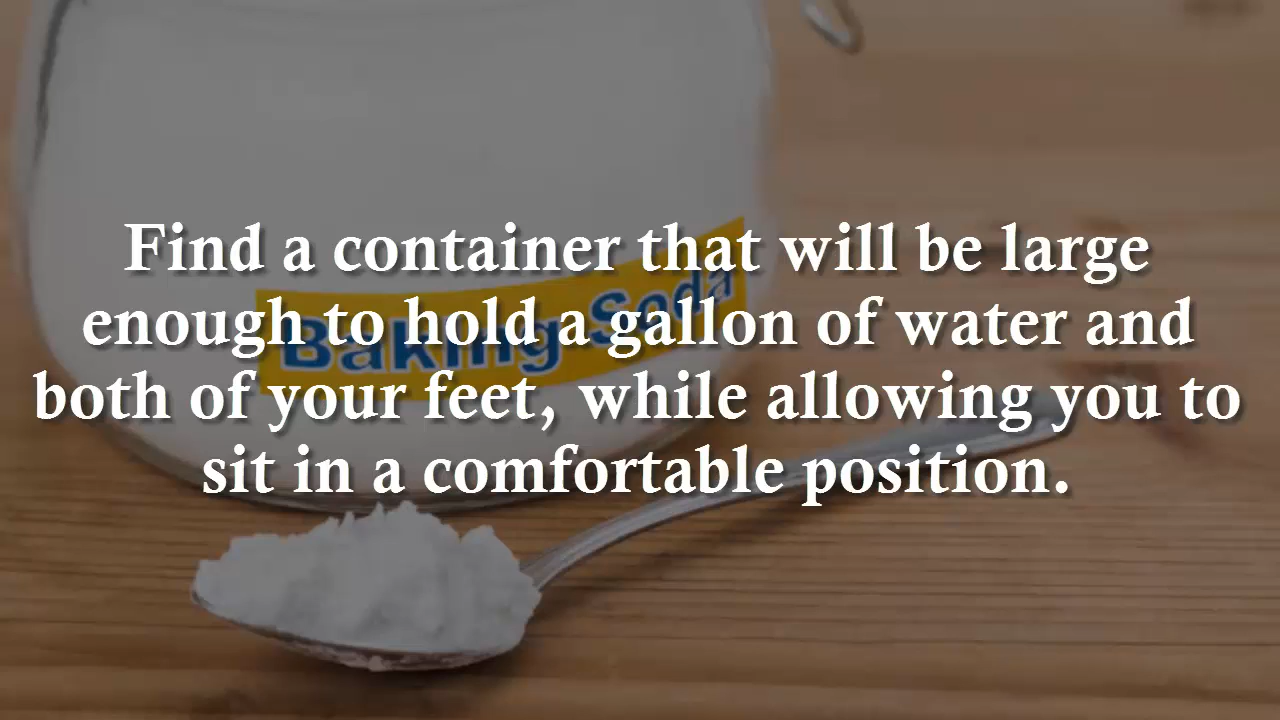 Find a container that will be large
enough to hold a gallon of water and
both of your feet, while allowing you to
sit in a comfortable position.
Baking Soda